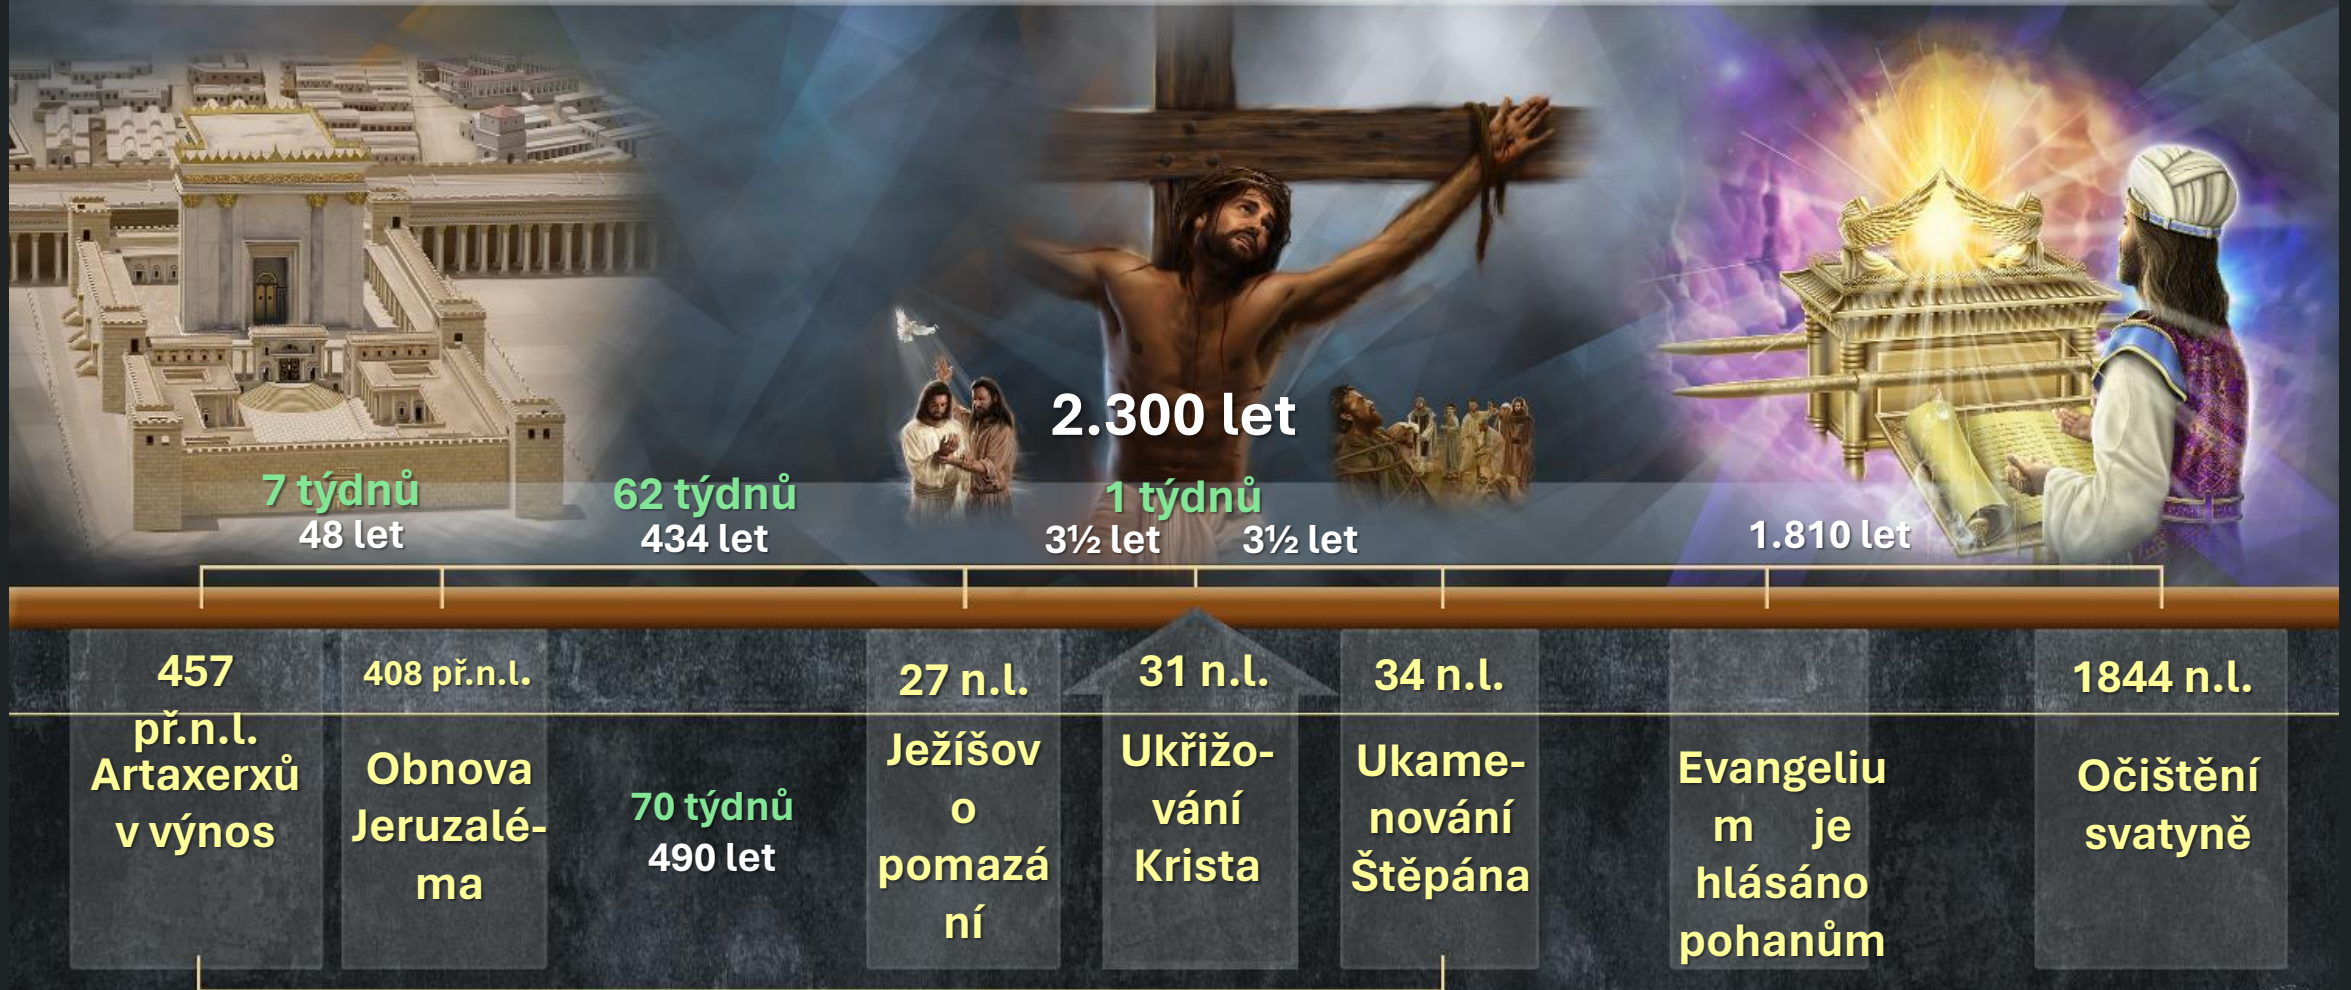 2.300 let
7 týdnů
48 let
62 týdnů
434 let
1 týdnů
3½ let
3½ let
1.810 let
457
př.n.l.
Artaxerxů
v výnos
408 př.n.l.
Obnova
Jeruzalé-
ma
70 týdnů
490 let
27 n.l.
Ježíšov
o
pomazá
ní
31 n.l.
Ukřižo-
vání
Krista
34 n.l.
Ukame-
nování
Štěpána
Evangeliu
m je
hlásáno
pohanům
1844 n.l.
Očištění
svatyně